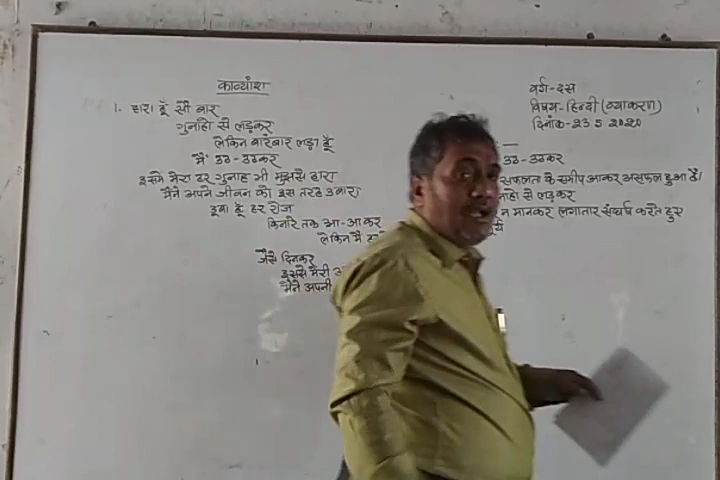 काव्यांश
वर्ग-दस
विषय-हिन्दी (व्याकरण)
दिनांक-23 5 2020
1. हारा हूँ सौ बार
गुनाहों से लड़कर
लेकिन बारबार लड़ा हूँ
मैं उठ-उठकर
इससे मेरा हर गुनाह भी मुझसे हारा
मैंने अपने जीवन को इस तरह उबारा
डूबा हूँ हर रोज
किनारे तक आ-आकर
लेकिन मैं
जैसे दिनकर
इससे मेरी
मैंने अपनी
उठ-उठकर
के समीप आकर असफल हुआ है।
से लड़कर
न मानकर लगातार संघर्ष करते हुए